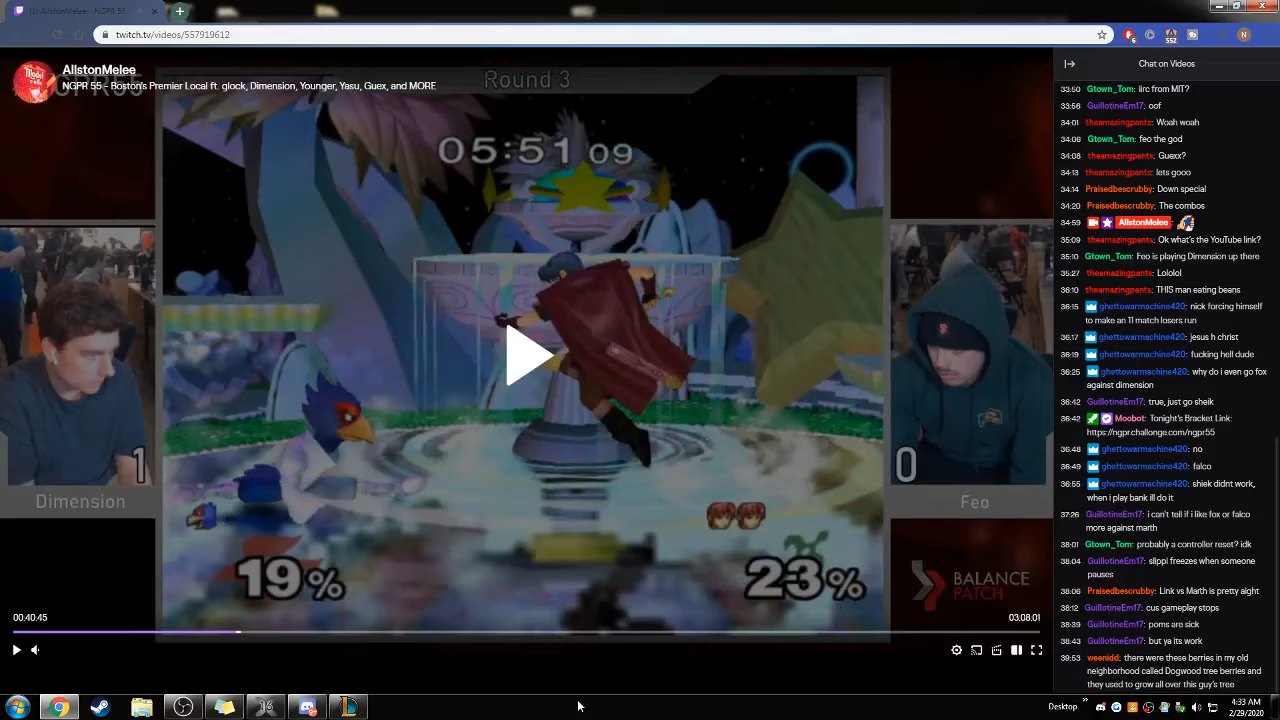 (1) AllstonMelee - NGPR 55
twitch.tv/videos/557919612
6
552
N
AllstonMelee
NGPR 55 - Boston's Premier Local ft. glock, Dimension, Younger, Yasu, Guex, and MORE
Round 3
05:51 09
1
Dimension
0
Feo
19%
23%
BALANCE
PATCH
00:40:45
03:08:01
Chat on Videos
33:50 Gtown_Tom: lirc from MIT?
33:56 GuillotineEm17: oof
34:01 theamazingpants: Woah woah
34:06 Gtown_Tom: feo the god
34:08 theamazingpants: Guexx?
34:13 theamazingpants: lets gooo
34:14 Praisedbescrubby: Down special
34:20 Praisedbescrubby: The combos
34:59 AllstonMelee:
35:09 theamazingpants: Ok what's the YouTube link?
35:10 Gtown_Tom: Feo is playing Dimension up there
35:27 theamazingpants: Lololol
36:10 theamazingpants: THIS man eating beans
36:15 ghettowarmachine420: nick forcing himself
to make an 11 match losers run
36:17 ghettowarmachine420: jesus h christ
36:19 ghettowarmachine420: fucking hell dude
36:25 ghettowarmachine420: why do i even go fox
against dimension
36:42 GuillotineEm17: true, just go sheik
36:42 Moobot: Tonight's Bracket Link:
https://ngpr.challonge.com/ngpr55
36:48 ghettowarmachine420: no
36:49 ghettowarmachine420: falco
36:55 ghettowarmachine420: shiek didnt work,
when i play bank ill do it
37:26 GuillotineEm17: i can't tell if i like fox or falco
more against marth
38:01 Gtown_Tom: probably a controller reset? idk
38:04 GuillotineEm17: slippi freezes when someone
pauses
38:06 Praisedbescrubby: Link vs Marth is pretty aight
38:12 GuillotineEm17: cus gameplay stops
38:39 GuillotineEm17: poms are sick
38:43 GuillotineEm17: but ya its work
39:53 weenidd: there were these berries in my old
neighborhood called Dogwood tree berries and
they used to grow all over this guy's tree
Desktop
4:33 AM
2/29/2020